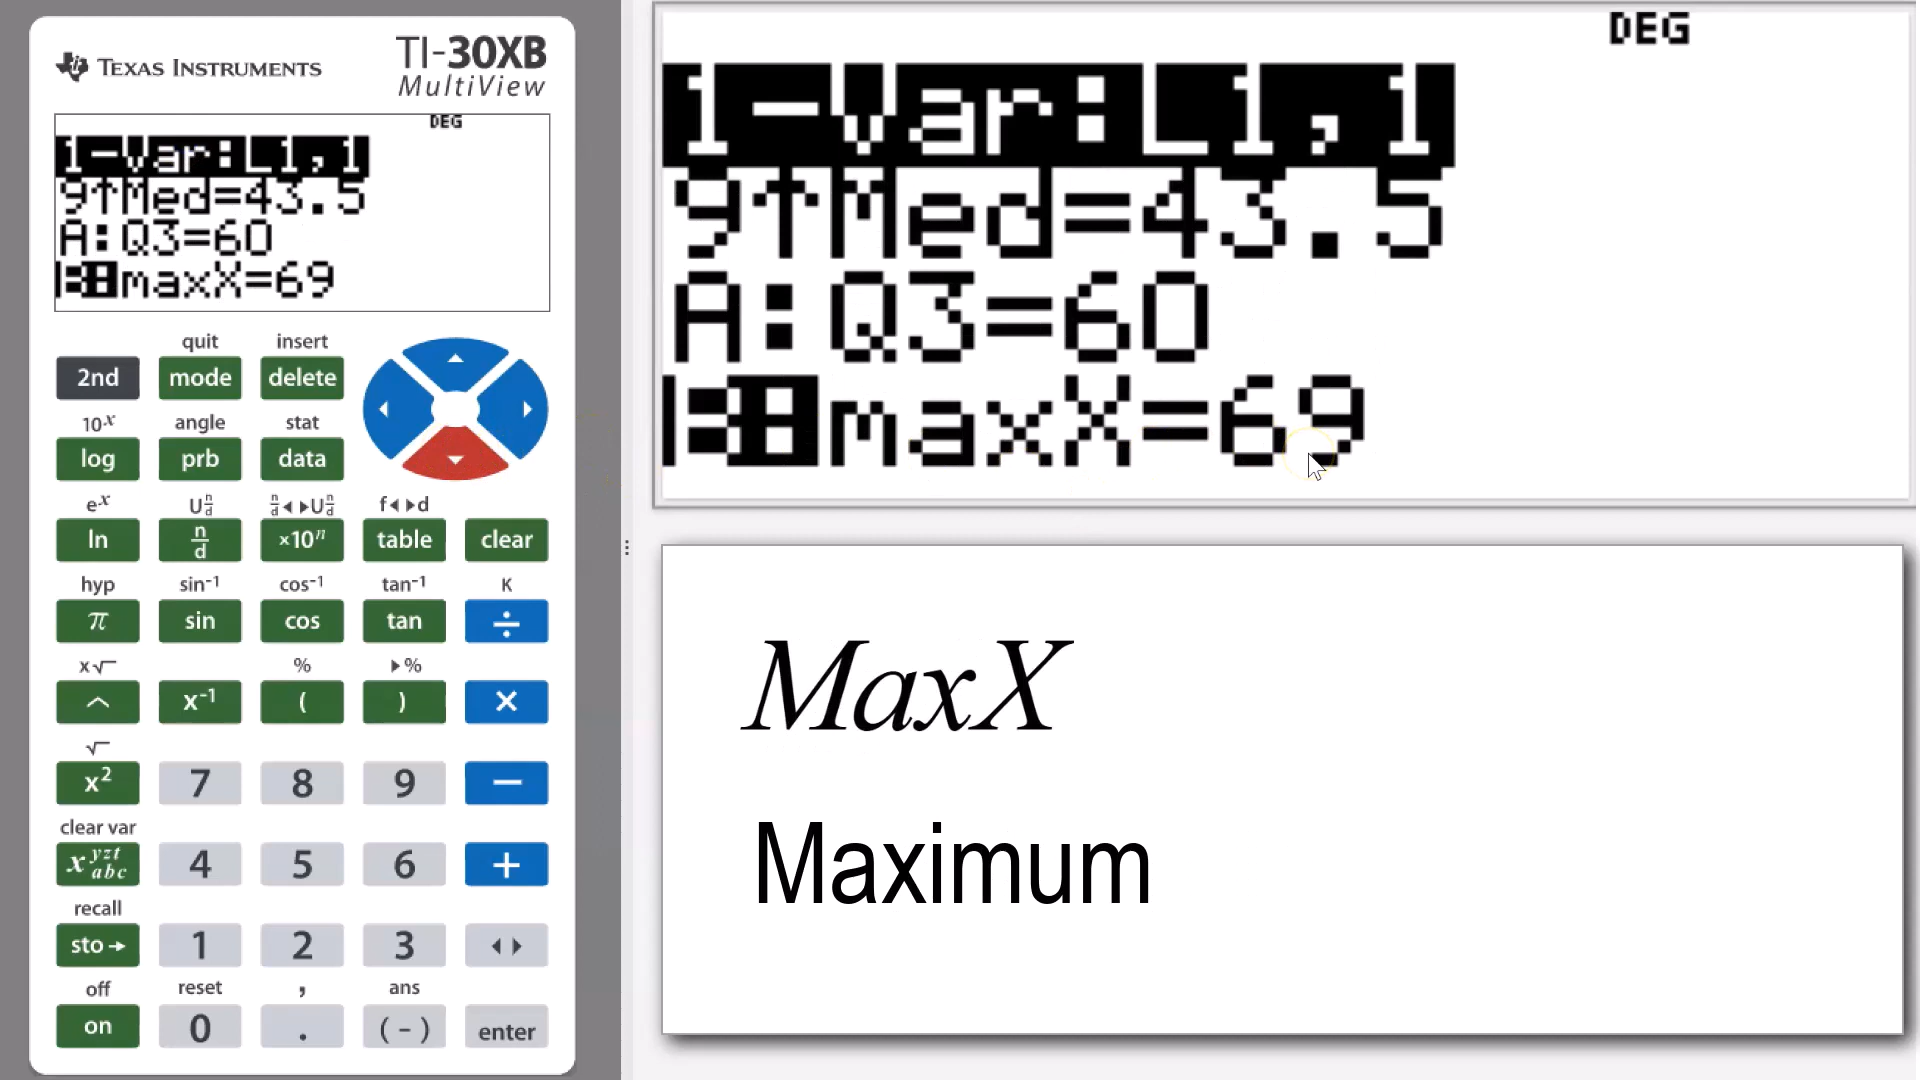 TEXAS INSTRUMENTS
TI-30XB
MultiView
DEG
1-Var:L1,1
9↑Med=43.5
A:Q3=60
B:maxX=69
quit insert
2nd mode delete
10ˣ angle stat
log prb data
eˣ U n/d n/d◄►U n/d f◄►d
ln n/d ×10ⁿ table clear
hyp sin⁻¹ cos⁻¹ tan⁻¹ K
π sin cos tan ÷
x√ % ►%
^ x⁻¹ ( ) ×
√
x² 7 8 9 −
clear var
x yzt abc 4 5 6 +
recall
sto→ 1 2 3 ◄►
off reset , ans
on 0 . (-) enter
DEG
1-Var:L1,1
9↑Med=43.5
A:Q3=60
B:maxX=69
MaxX
Maximum